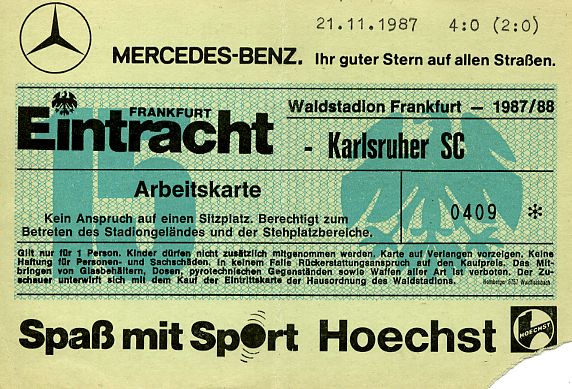 21.11.1987 4:0 (2:0)
MERCEDES-BENZ. Ihr guter Stern auf allen Straßen.
FRANKFURT
Eintracht
Waldstadion Frankfurt — 1987/88
- Karlsruher SC
15
Arbeitskarte
0409 *
Kein Anspruch auf einen Sitzplatz. Berechtigt zum
Betreten des Stadiongeländes und der Stehplatzbereiche.
Gilt nur für 1 Person. Kinder dürfen nicht zusätzlich mitgenommen werden. Karte auf Verlangen vorzeigen. Keine
Haftung für Personen- und Sachschäden. In keinem Falle Rückerstattungsanspruch auf den Kaufpreis. Das Mit-
bringen von Glasbehältern, Dosen, pyrotechnischen Gegenständen sowie Waffen aller Art ist verboten. Der Zu-
schauer unterwirft sich mit dem Kauf der Eintrittskarte der Hausordnung des Waldstadions.
Spaß mit Sport Hoechst
HOECHST